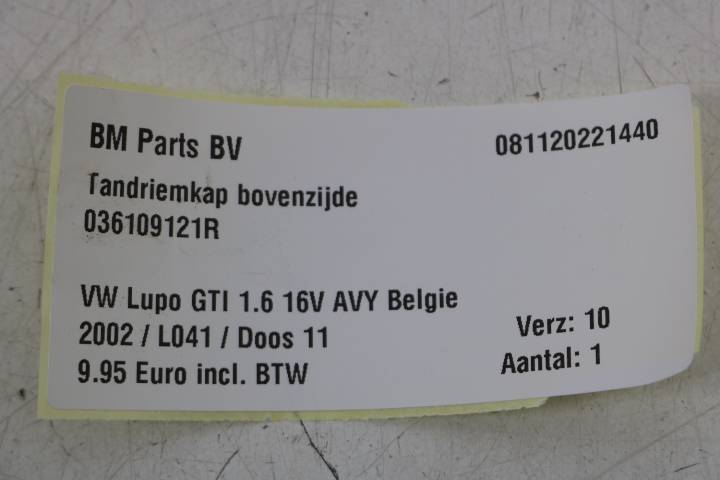 BM Parts BV
081120221440
Tandriemkap bovenzijde
036109121R
VW Lupo GTI 1.6 16V AVY Belgie
2002 / L041 / Doos 11
Verz: 10
9.95 Euro incl. BTW
Aantal: 1